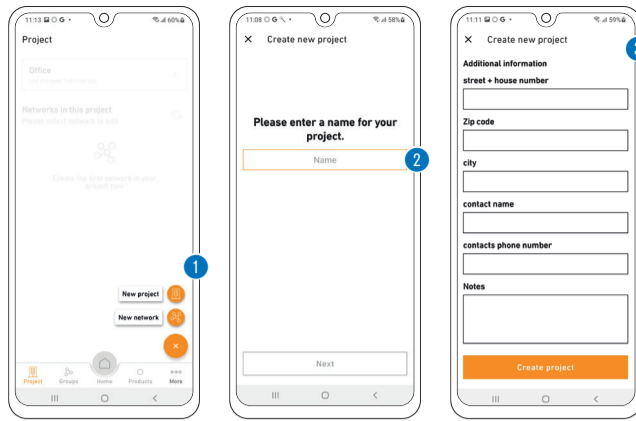 11:13 G • 60%
Project
Office
Networks in this project
Please select network to edit
Create the first network in your
project now
1
New project
New network
×
Project Groups Home Products More
11:08 G • 58%
× Create new project
Please enter a name for your
project.
Name
2
Next
11:11 G • 59%
× Create new project
Additional information
street + house number
Zip code
city
contact name
contacts phone number
Notes
Create project